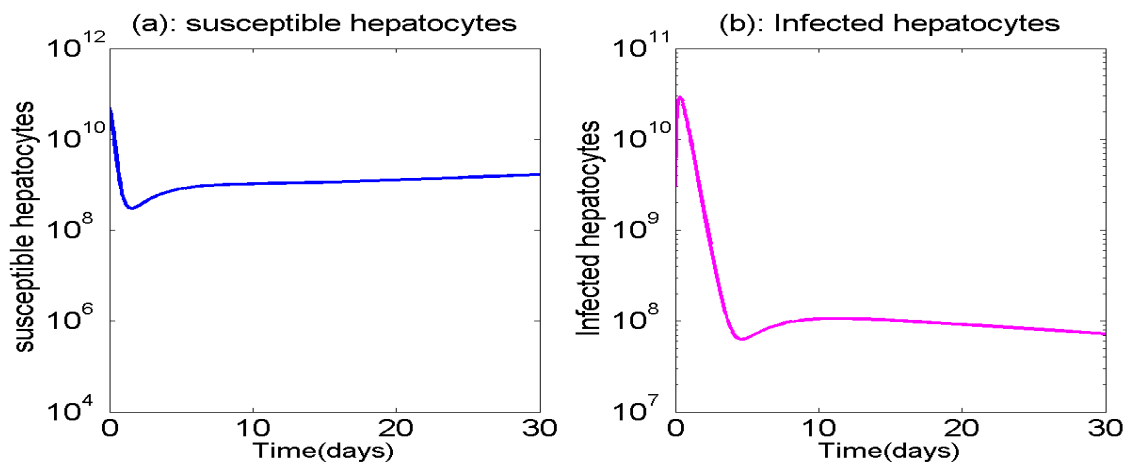 (a): susceptible hepatocytes
susceptible hepatocytes
10^12
10^10
10^8
10^6
10^4
0 10 20 30
Time(days)
(b): Infected hepatocytes
Infected hepatocytes
10^11
10^10
10^9
10^8
10^7
0 10 20 30
Time(days)